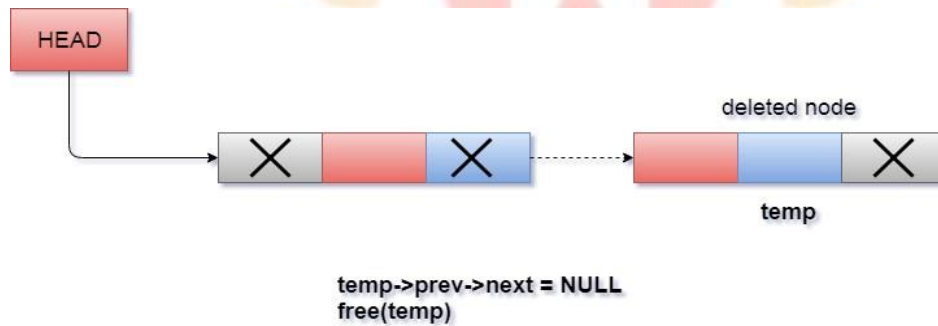 HEAD
deleted node
temp
temp->prev->next = NULL
free(temp)